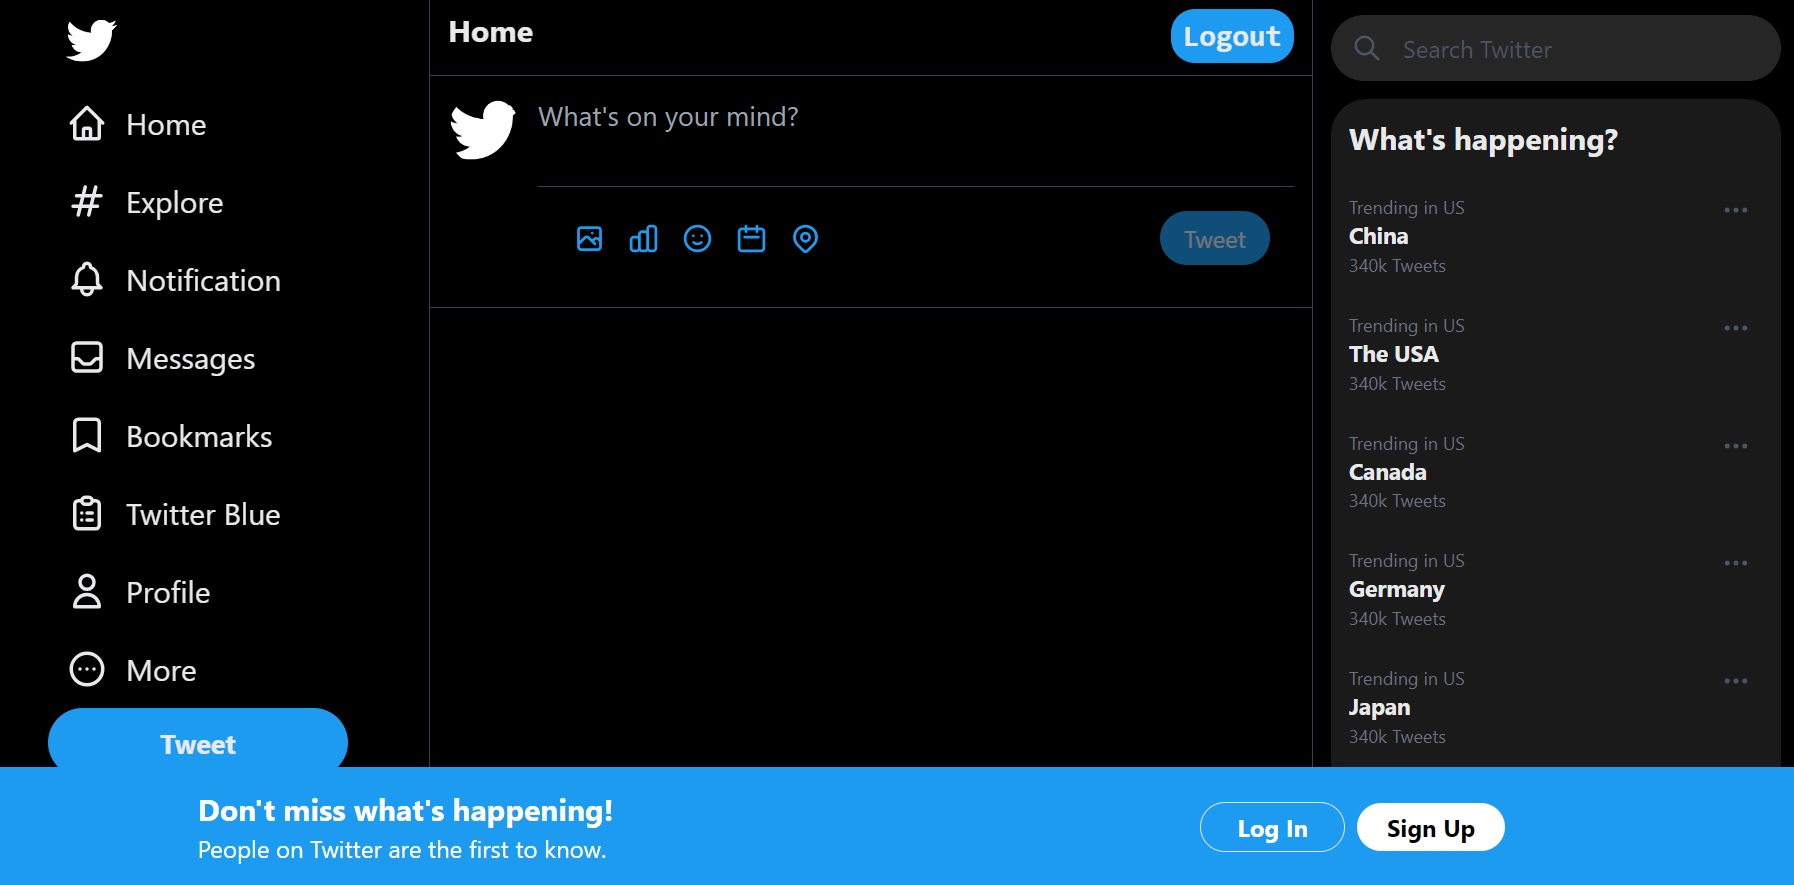 Home
Explore
Notification
Messages
Bookmarks
Twitter Blue
Profile
More
Tweet
Home
Logout
What's on your mind?
Tweet
Search Twitter
What's happening?
Trending in US
China
340k Tweets
Trending in US
The USA
340k Tweets
Trending in US
Canada
340k Tweets
Trending in US
Germany
340k Tweets
Trending in US
Japan
340k Tweets
Don't miss what's happening!
People on Twitter are the first to know.
Log In
Sign Up